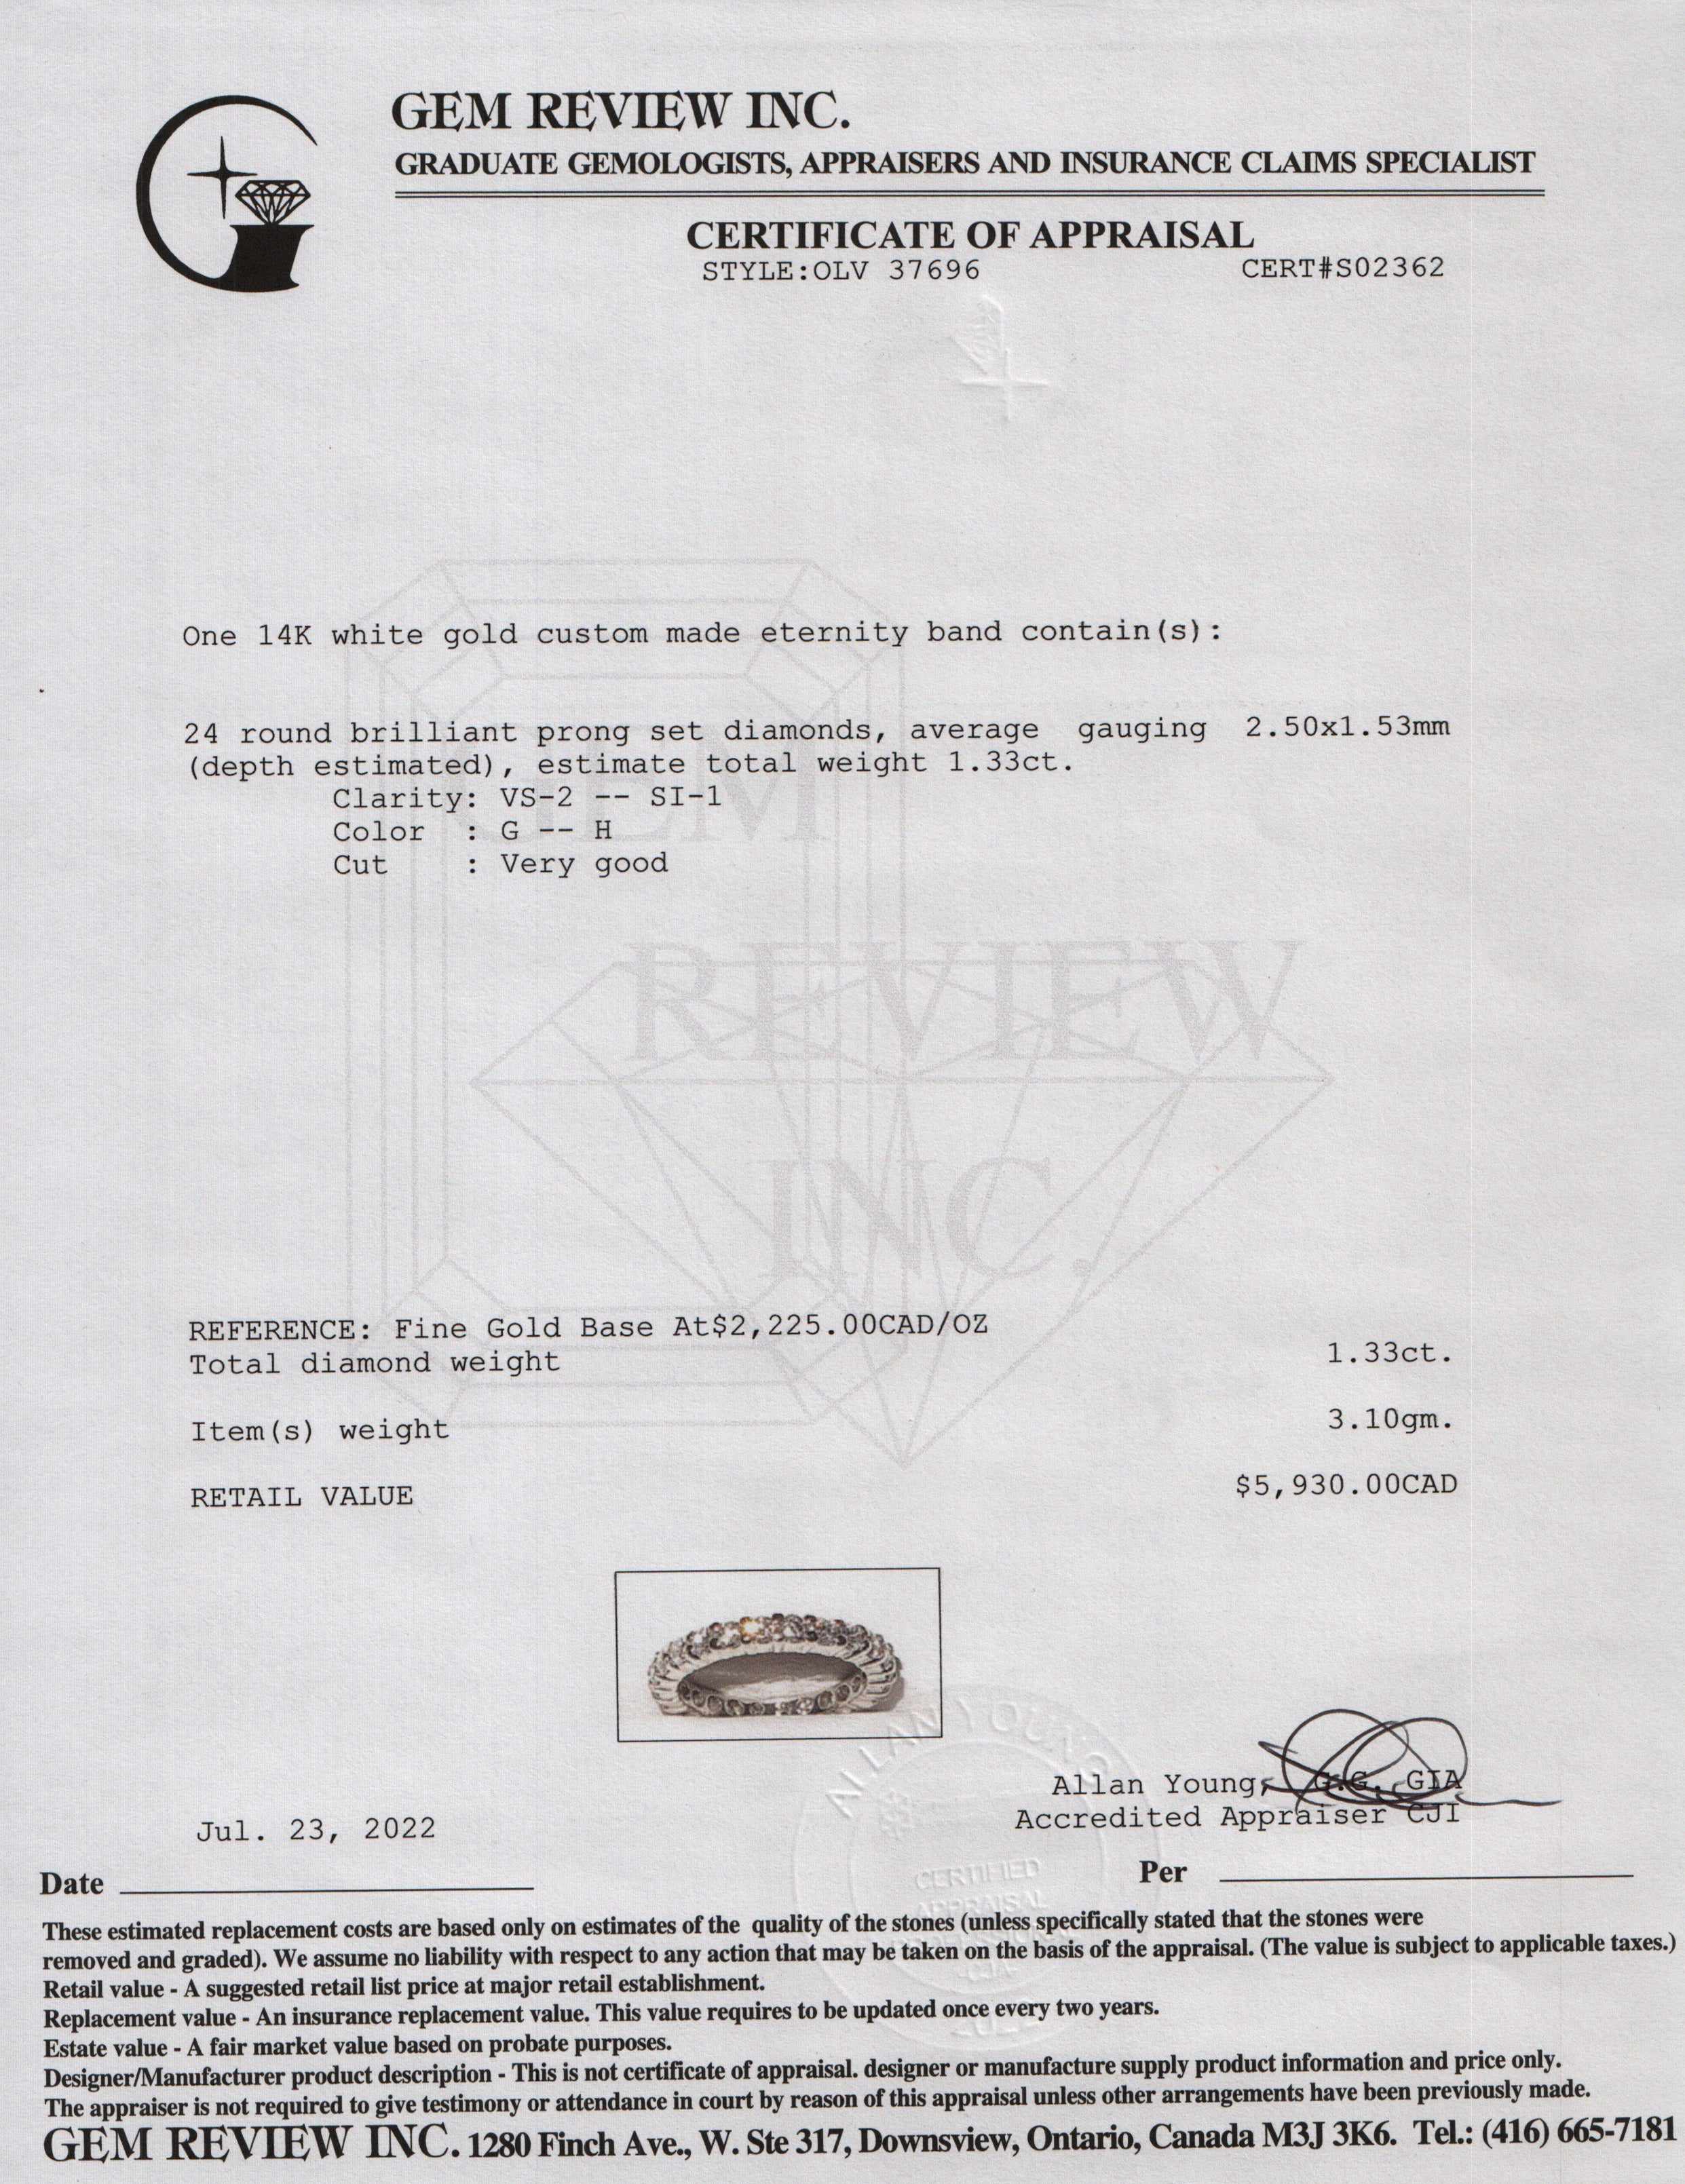 GEM REVIEW INC.
GRADUATE GEMOLOGISTS, APPRAISERS AND INSURANCE CLAIMS SPECIALIST
CERTIFICATE OF APPRAISAL
STYLE:OLV 37696 CERT#S02362
One 14K white gold custom made eternity band contain(s):
24 round brilliant prong set diamonds, average gauging 2.50x1.53mm
(depth estimated), estimate total weight 1.33ct.
Clarity: VS-2 -- SI-1
GEM
Color : G -- H
Cut : Very good
REVIEW
INC.
REFERENCE: Fine Gold Base At$2,225.00CAD/OZ
Total diamond weight 1.33ct.
Item(s) weight 3.10gm.
RETAIL VALUE $5,930.00CAD
ALLAN YOUNG
Allan Young, G.G. GIA
Accredited Appraiser CJI
Jul. 23, 2022
CERTIFIED
APPRAISAL
Date Per
These estimated replacement costs are based only on estimates of the quality of the stones (unless specifically stated that the stones were
removed and graded). We assume no liability with respect to any action that may be taken on the basis of the appraisal. (The value is subject to applicable taxes.)
Retail value - A suggested retail list price at major retail establishment.
Replacement value - An insurance replacement value. This value requires to be updated once every two years.
Estate value - A fair market value based on probate purposes.
Designer/Manufacturer product description - This is not certificate of appraisal. designer or manufacture supply product information and price only.
The appraiser is not required to give testimony or attendance in court by reason of this appraisal unless other arrangements have been previously made.
GEM REVIEW INC. 1280 Finch Ave., W. Ste 317, Downsview, Ontario, Canada M3J 3K6. Tel.: (416) 665-7181